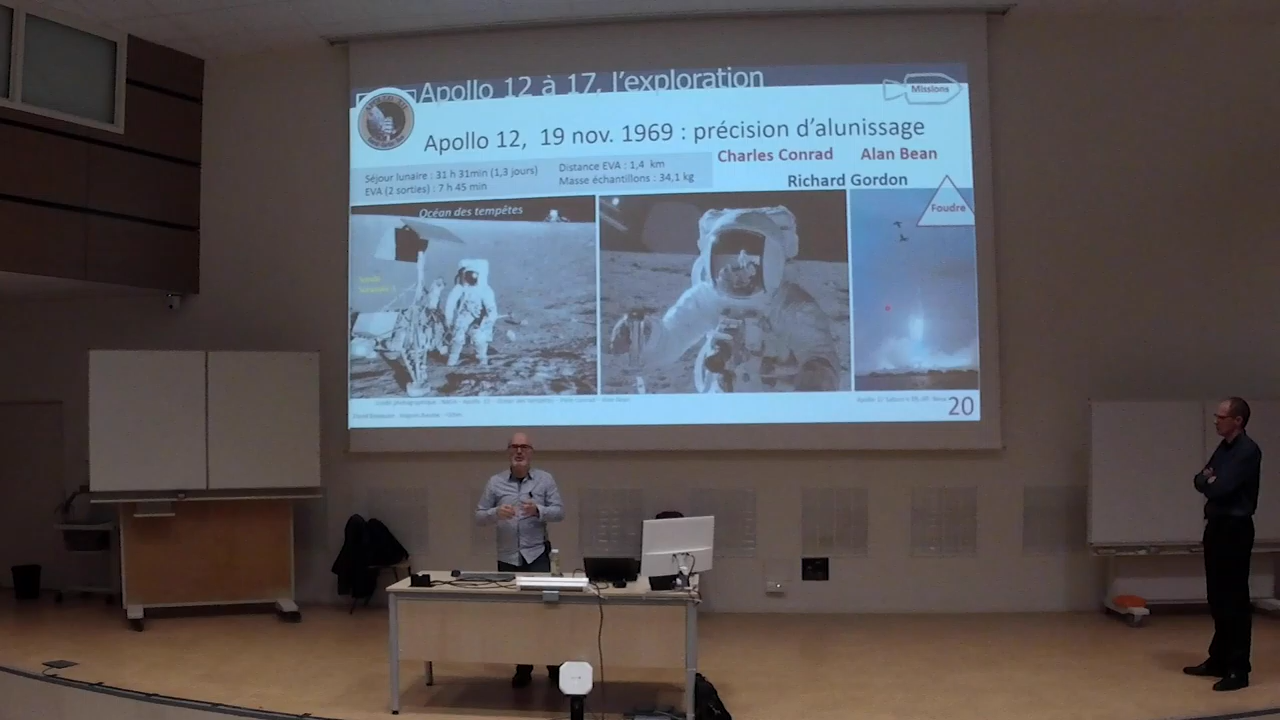 Apollo 12 à 17, l'exploration
Missions
Apollo 12, 19 nov. 1969 : précision d'alunissage
Charles Conrad Alan Bean
Richard Gordon
Séjour lunaire : 31 h 31min (1,3 jours)
EVA (2 sorties) : 7 h 45 min
Distance EVA : 1,4 km
Masse échantillons : 34,1 kg
Foudre
Océan des tempêtes
20